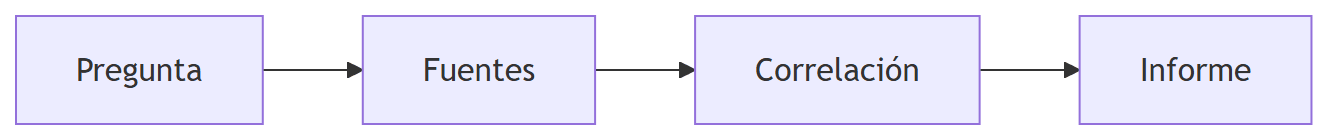 Pregunta
Fuentes
Correlación
Informe